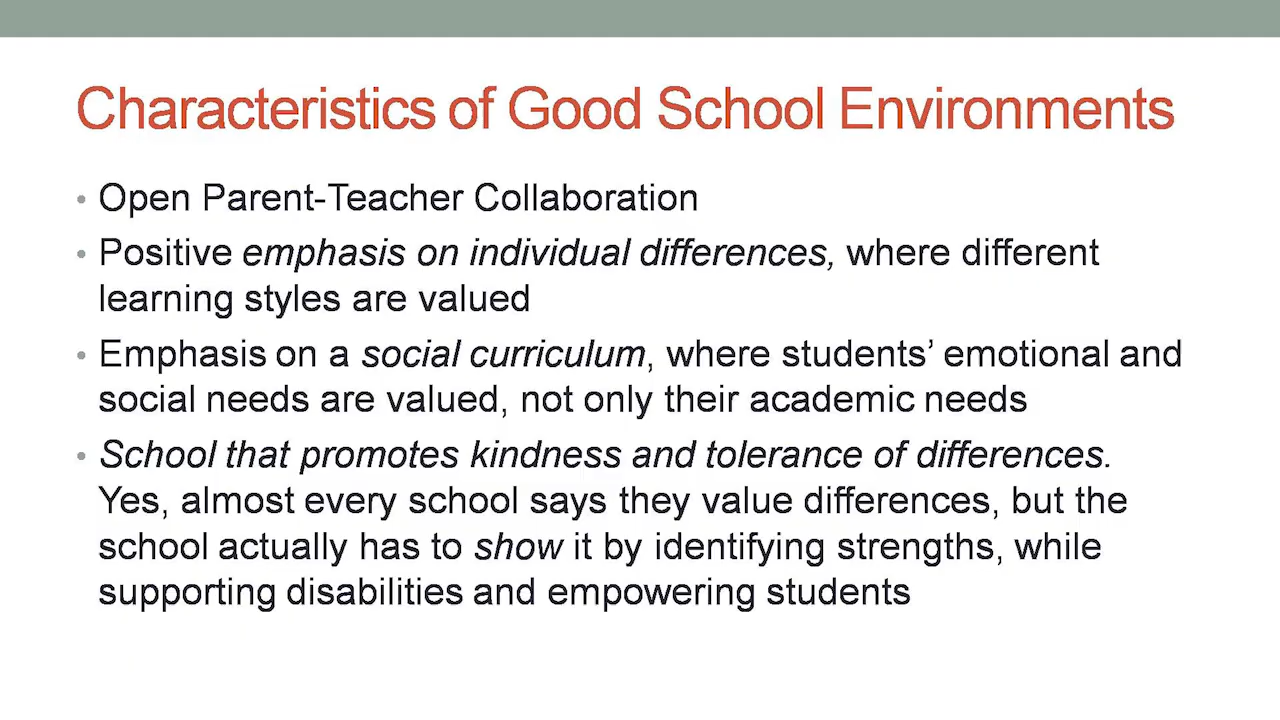 Characteristics of Good School Environments
• Open Parent-Teacher Collaboration
• Positive emphasis on individual differences, where different
learning styles are valued
• Emphasis on a social curriculum, where students’ emotional and
social needs are valued, not only their academic needs
• School that promotes kindness and tolerance of differences.
Yes, almost every school says they value differences, but the
school actually has to show it by identifying strengths, while
supporting disabilities and empowering students